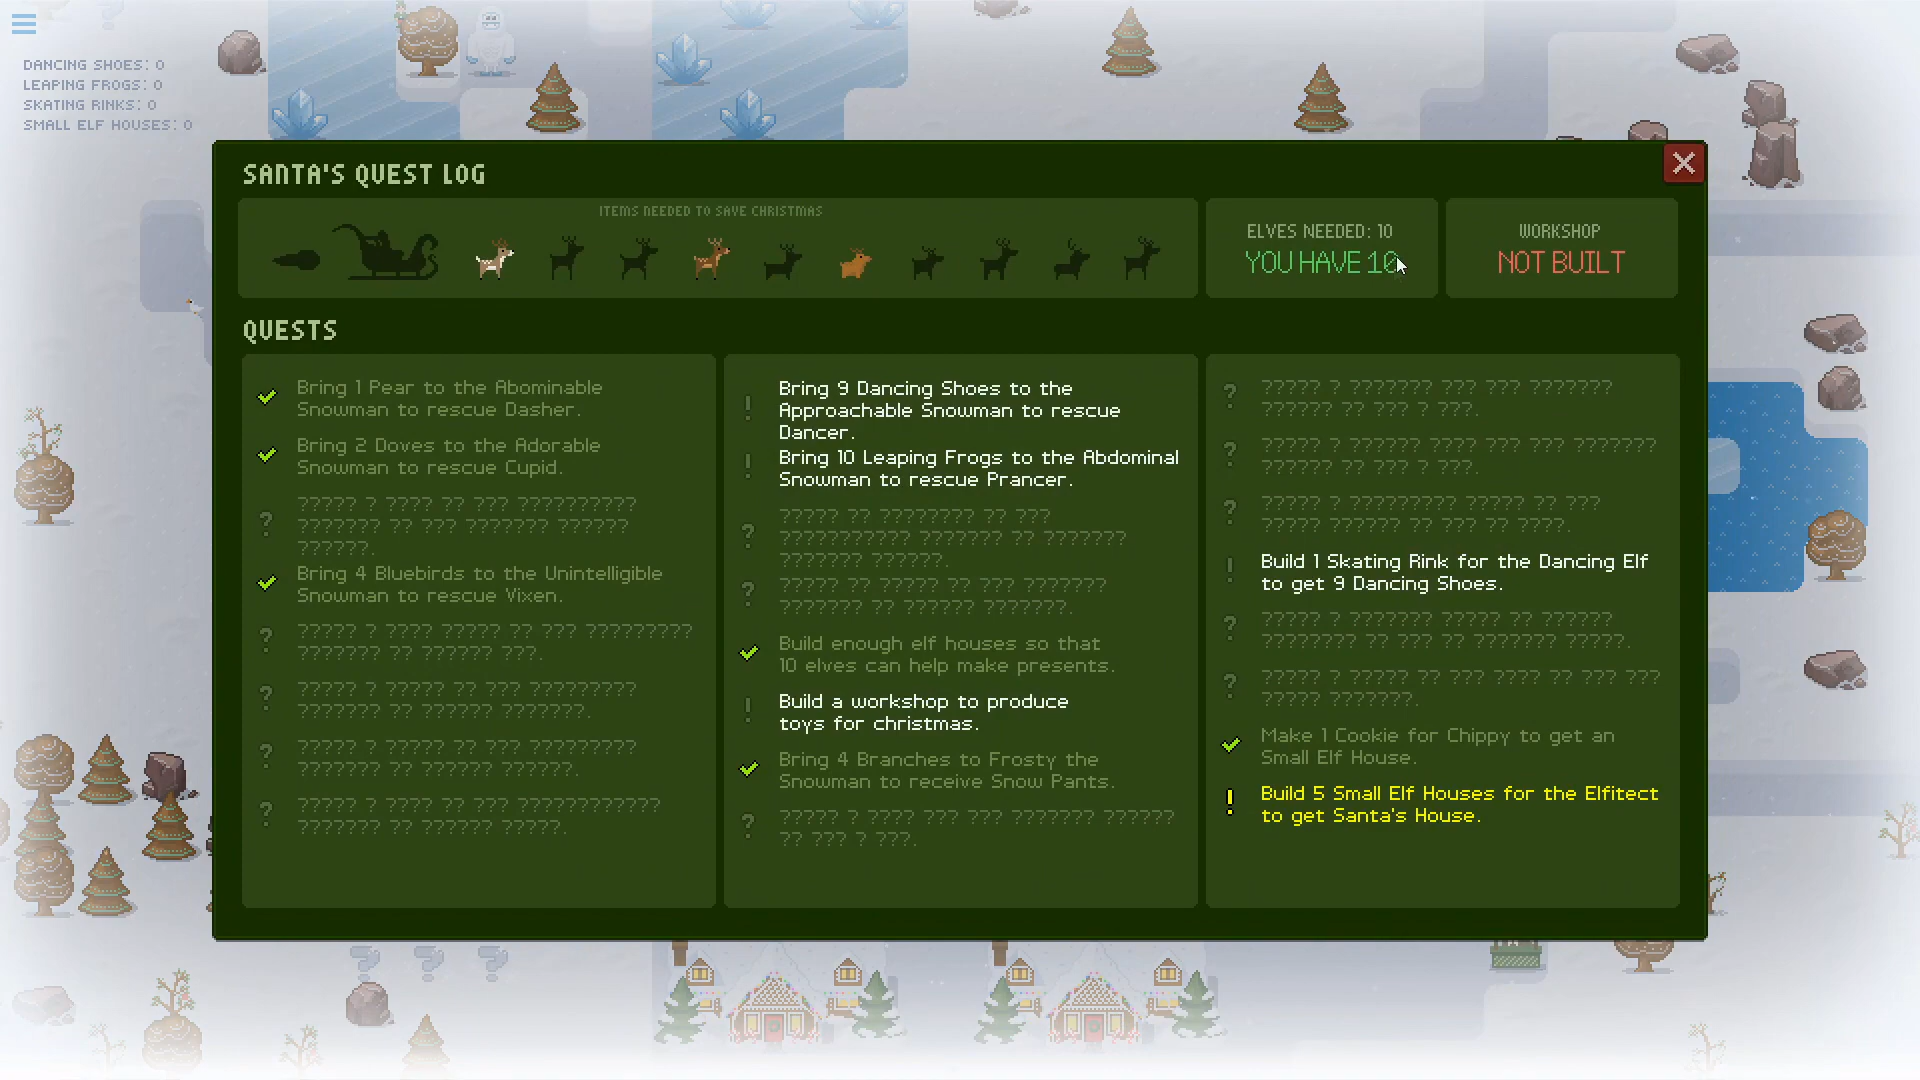 DANCING SHOES: 0
LEAPING FROGS: 0
SKATING RINKS: 0
SMALL ELF HOUSES: 0
SANTA'S QUEST LOG
ITEMS NEEDED TO SAVE CHRISTMAS
ELVES NEEDED: 10
YOU HAVE 10
WORKSHOP
NOT BUILT
QUESTS
Bring 1 Pear to the Abominable
Snowman to rescue Dasher.
Bring 2 Doves to the Adorable
Snowman to rescue Cupid.
????? ? ???? ?? ??? ??????????
??????? ?? ??? ??????? ??????
??????.
Bring 4 Bluebirds to the Unintelligible
Snowman to rescue Vixen.
????? ? ???? ????? ?? ??? ?????????
??????? ?? ?????? ???.
????? ? ????? ?? ??? ?????????
??????? ?? ?????? ???????.
????? ? ????? ?? ??? ?????????
??????? ?? ?????? ??????.
????? ? ???? ?? ??? ???????????
??????? ?? ?????? ?????.
Bring 9 Dancing Shoes to the
Approachable Snowman to rescue
Dancer.
Bring 10 Leaping Frogs to the Abdominal
Snowman to rescue Prancer.
????? ?? ???????? ?? ???
??????????? ??????? ?? ???????
??????? ??????.
????? ?? ????? ?? ??? ???????
??????? ?? ?????? ???????.
Build enough elf houses so that
10 elves can help make presents.
Build a workshop to produce
toys for christmas.
Bring 4 Branches to Frosty the
Snowman to receive Snow Pants.
????? ? ???? ??? ??? ??????? ??????
?? ??? ? ???.
????? ? ??????? ??? ??? ???????
?????? ?? ??? ? ???.
????? ? ?????? ???? ??? ??? ???????
?????? ?? ??? ? ???.
????? ? ????????? ????? ?? ???
????? ?????? ?? ??? ?? ????.
Build 1 Skating Rink for the Dancing Elf
to get 9 Dancing Shoes.
????? ? ??????? ????? ?? ??????
???????? ?? ??? ?? ??????? ?????.
????? ? ????? ?? ??? ???? ?? ??? ???
????? ???????.
Make 1 Cookie for Chippy to get an
Small Elf House.
Build 5 Small Elf Houses for the Elfitect
to get Santa's House.